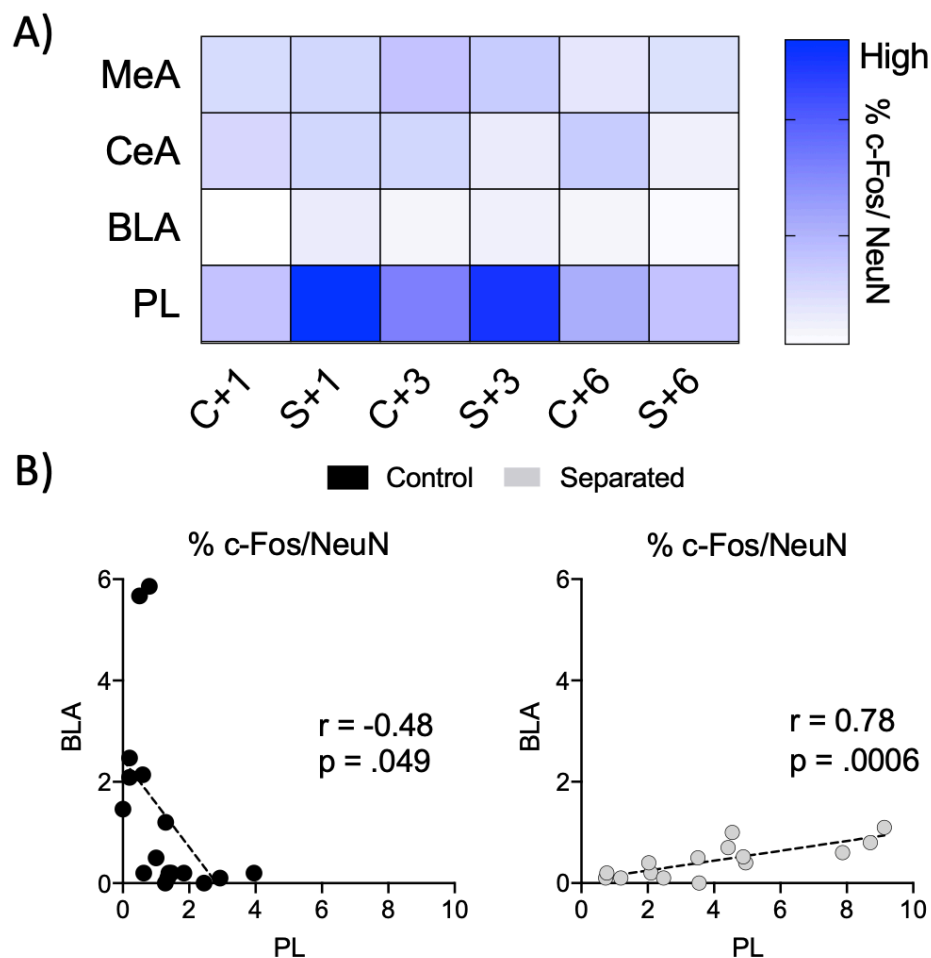 A)
High
MeA
CeA
BLA
PL
% c-Fos/ NeuN
C+1 S+1 C+3 S+3 C+6 S+6
B)
Control Separated
% c-Fos/NeuN
6
4
2
0
BLA
r = -0.48
p = .049
0 2 4 6 8 10
PL
% c-Fos/NeuN
6
4
2
0
BLA
r = 0.78
p = .0006
0 2 4 6 8 10
PL